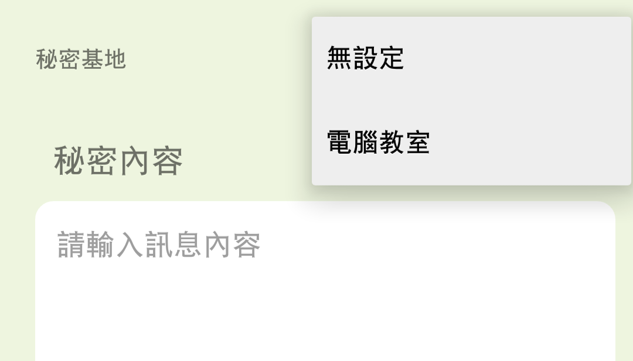 秘密基地
無設定
電腦教室
秘密內容
請輸入訊息內容